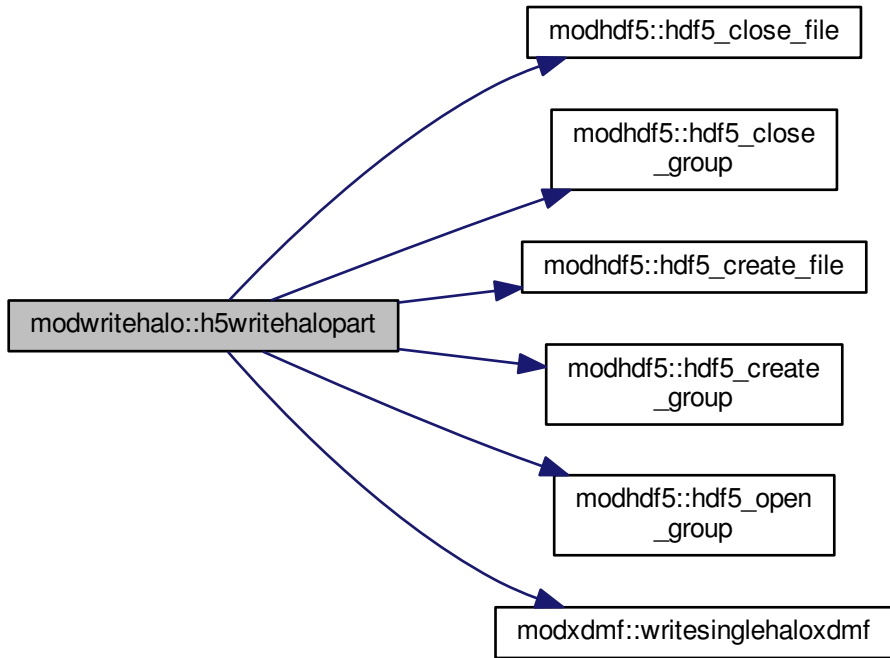 modhdf5::hdf5_close_file
modhdf5::hdf5_close
_group
modhdf5::hdf5_create_file
modwritehalo::h5writehalopart
modhdf5::hdf5_create
_group
modhdf5::hdf5_open
_group
modxdmf::writesinglehaloxdmf